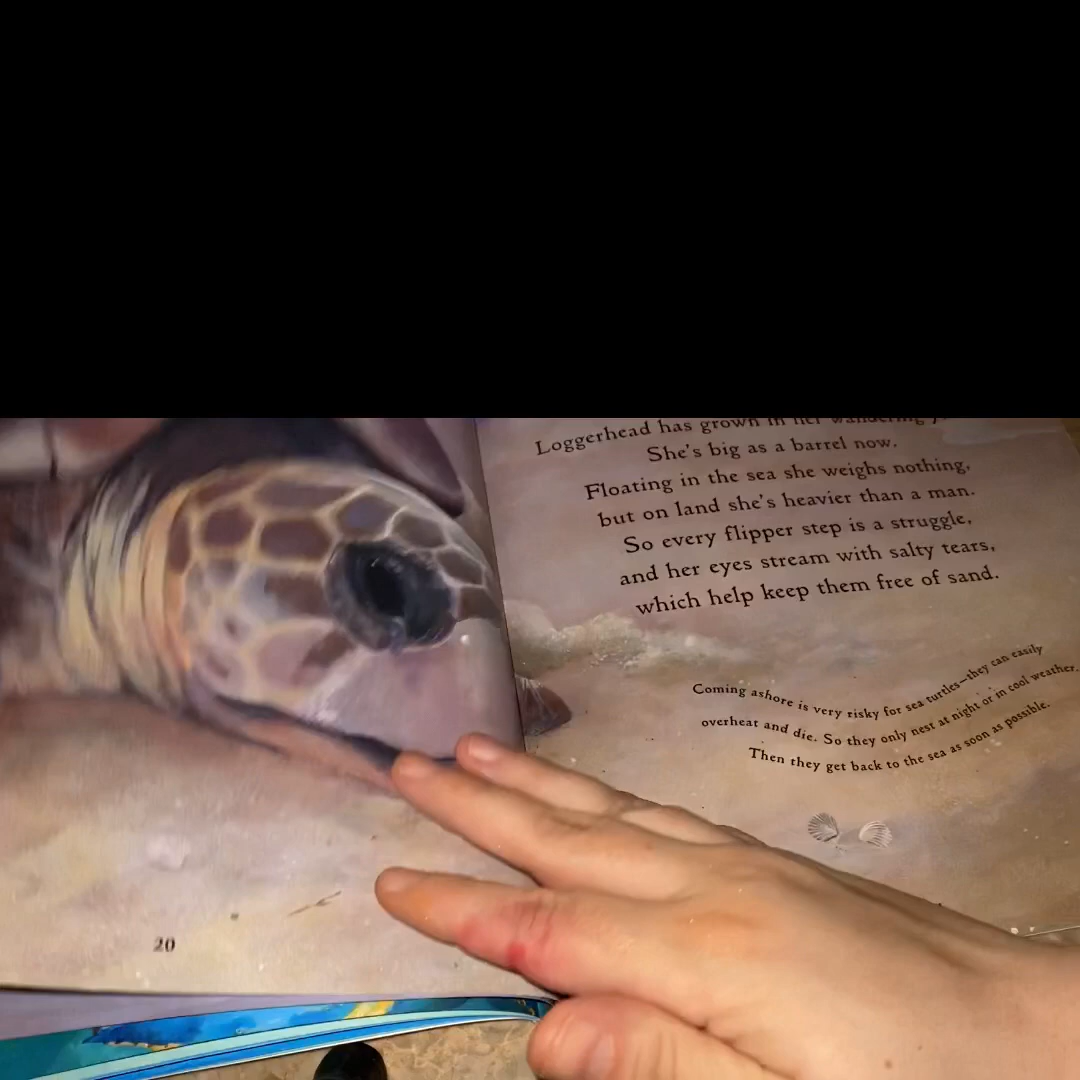 Loggerhead has grown in her wandering
She's big as a barrel now.
Floating in the sea she weighs nothing,
but on land she's heavier than a man.
So every flipper step is a struggle,
and her eyes stream with salty tears,
which help keep them free of sand.
Coming ashore is very risky for sea turtles—they can easily
overheat and die. So they only nest at night or in cool weather.
Then they get back to the sea as soon as possible.
20